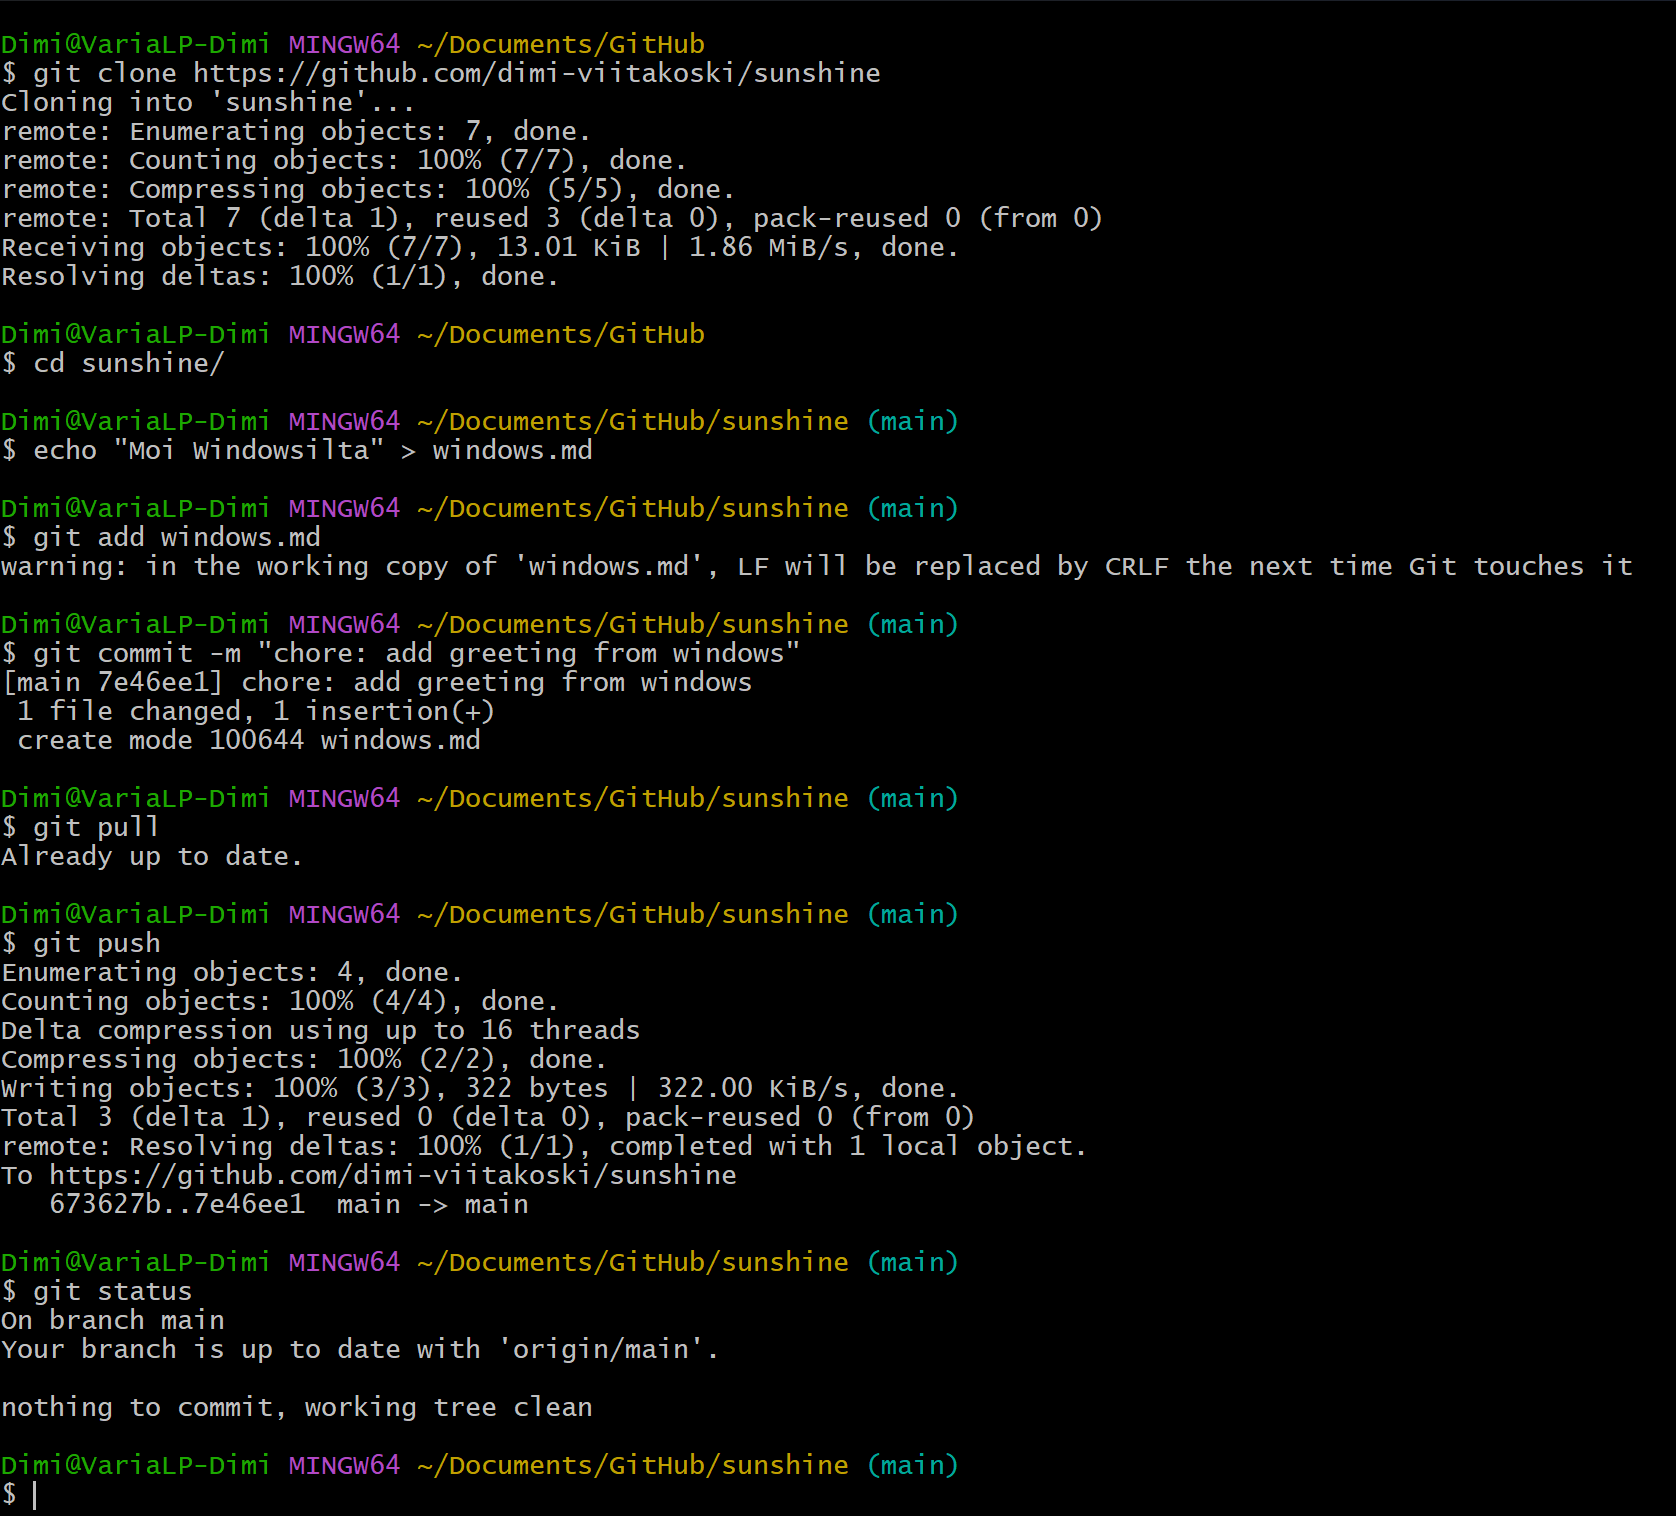 Dimi@VariaLP-Dimi MINGW64 ~/Documents/GitHub
$ git clone https://github.com/dimi-viitakoski/sunshine
Cloning into 'sunshine'...
remote: Enumerating objects: 7, done.
remote: Counting objects: 100% (7/7), done.
remote: Compressing objects: 100% (5/5), done.
remote: Total 7 (delta 1), reused 3 (delta 0), pack-reused 0 (from 0)
Receiving objects: 100% (7/7), 13.01 KiB | 1.86 MiB/s, done.
Resolving deltas: 100% (1/1), done.
Dimi@VariaLP-Dimi MINGW64 ~/Documents/GitHub
$ cd sunshine/
Dimi@VariaLP-Dimi MINGW64 ~/Documents/GitHub/sunshine (main)
$ echo "Moi Windowsilta" > windows.md
Dimi@VariaLP-Dimi MINGW64 ~/Documents/GitHub/sunshine (main)
$ git add windows.md
warning: in the working copy of 'windows.md', LF will be replaced by CRLF the next time Git touches it
Dimi@VariaLP-Dimi MINGW64 ~/Documents/GitHub/sunshine (main)
$ git commit -m "chore: add greeting from windows"
[main 7e46ee1] chore: add greeting from windows
 1 file changed, 1 insertion(+)
 create mode 100644 windows.md
Dimi@VariaLP-Dimi MINGW64 ~/Documents/GitHub/sunshine (main)
$ git pull
Already up to date.
Dimi@VariaLP-Dimi MINGW64 ~/Documents/GitHub/sunshine (main)
$ git push
Enumerating objects: 4, done.
Counting objects: 100% (4/4), done.
Delta compression using up to 16 threads
Compressing objects: 100% (2/2), done.
Writing objects: 100% (3/3), 322 bytes | 322.00 KiB/s, done.
Total 3 (delta 1), reused 0 (delta 0), pack-reused 0 (from 0)
remote: Resolving deltas: 100% (1/1), completed with 1 local object.
To https://github.com/dimi-viitakoski/sunshine
   673627b..7e46ee1  main -> main
Dimi@VariaLP-Dimi MINGW64 ~/Documents/GitHub/sunshine (main)
$ git status
On branch main
Your branch is up to date with 'origin/main'.
nothing to commit, working tree clean
Dimi@VariaLP-Dimi MINGW64 ~/Documents/GitHub/sunshine (main)
$